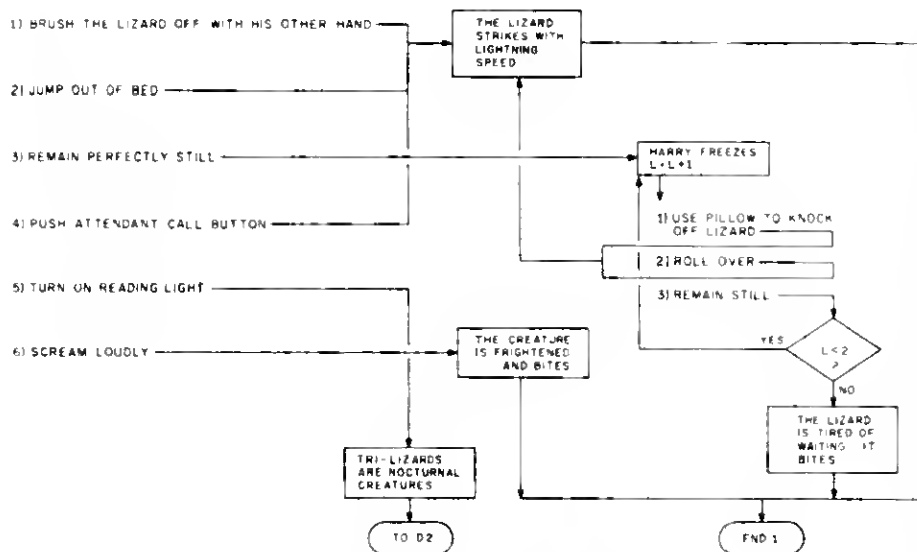 1) BRUSH THE LIZARD OFF WITH HIS OTHER HAND
THE LIZARD
STRIKES WITH
LIGHTNING
SPEED
2) JUMP OUT OF BED
3) REMAIN PERFECTLY STILL
HARRY FREEZES
L=L+1
1) USE PILLOW TO KNOCK
OFF LIZARD
2) ROLL OVER
3) REMAIN STILL
4) PUSH ATTENDANT CALL BUTTON
5) TURN ON READING LIGHT
6) SCREAM LOUDLY
THE CREATURE
IS FRIGHTENED
AND BITES
YES
L<2
?
NO
THE LIZARD
IS TIRED OF
WAITING IT
BITES
TRI-LIZARDS
ARE NOCTURNAL
CREATURES
TO D2
END 1